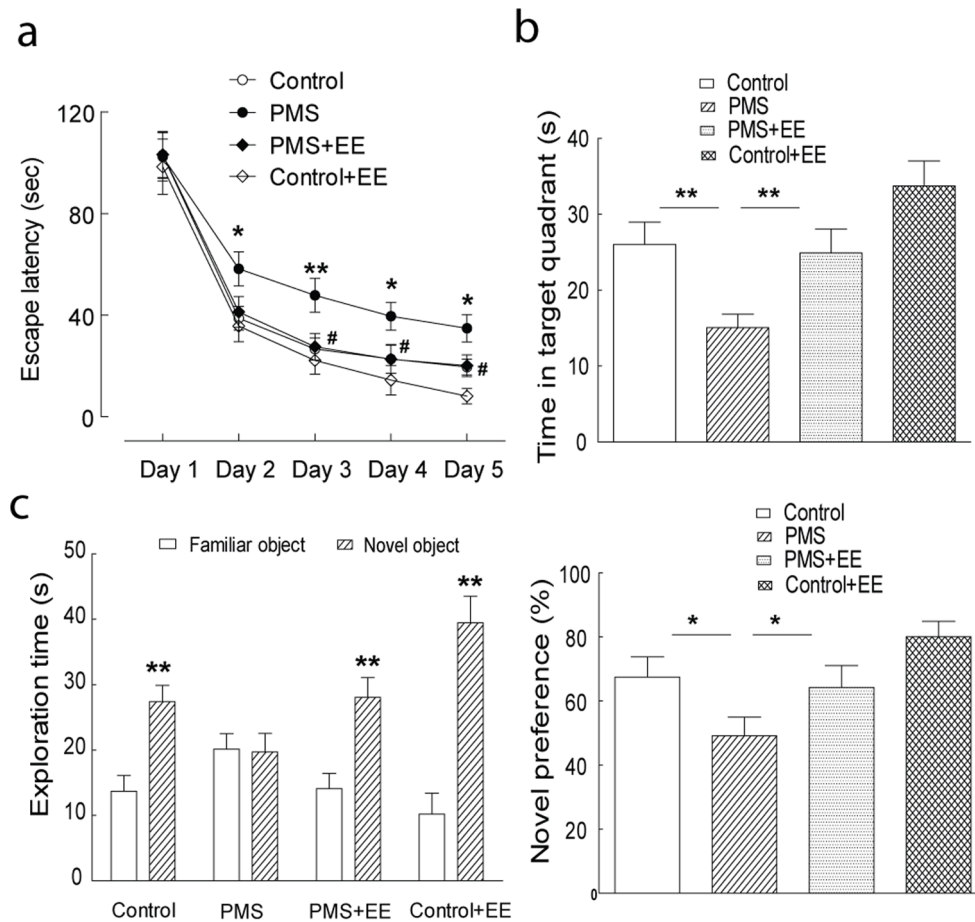 a
Control
PMS
PMS+EE
Control+EE
Escape latency (sec)
120
80
40
0
*
**
*
*
#
#
#
Day 1 Day 2 Day 3 Day 4 Day 5
b
Control
PMS
PMS+EE
Control+EE
Time in target quadrant (s)
40
30
20
10
0
** **
c
Familiar object Novel object
Exploration time (s)
50
40
30
20
10
0
**
**
**
Control PMS PMS+EE Control+EE
Control
PMS
PMS+EE
Control+EE
Novel preference (%)
100
80
60
40
20
0
* *